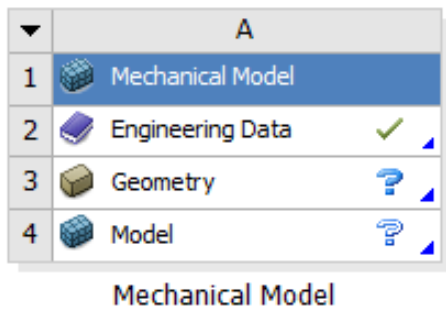 A
1 Mechanical Model
2 Engineering Data
3 Geometry ?
4 Model ?
Mechanical Model